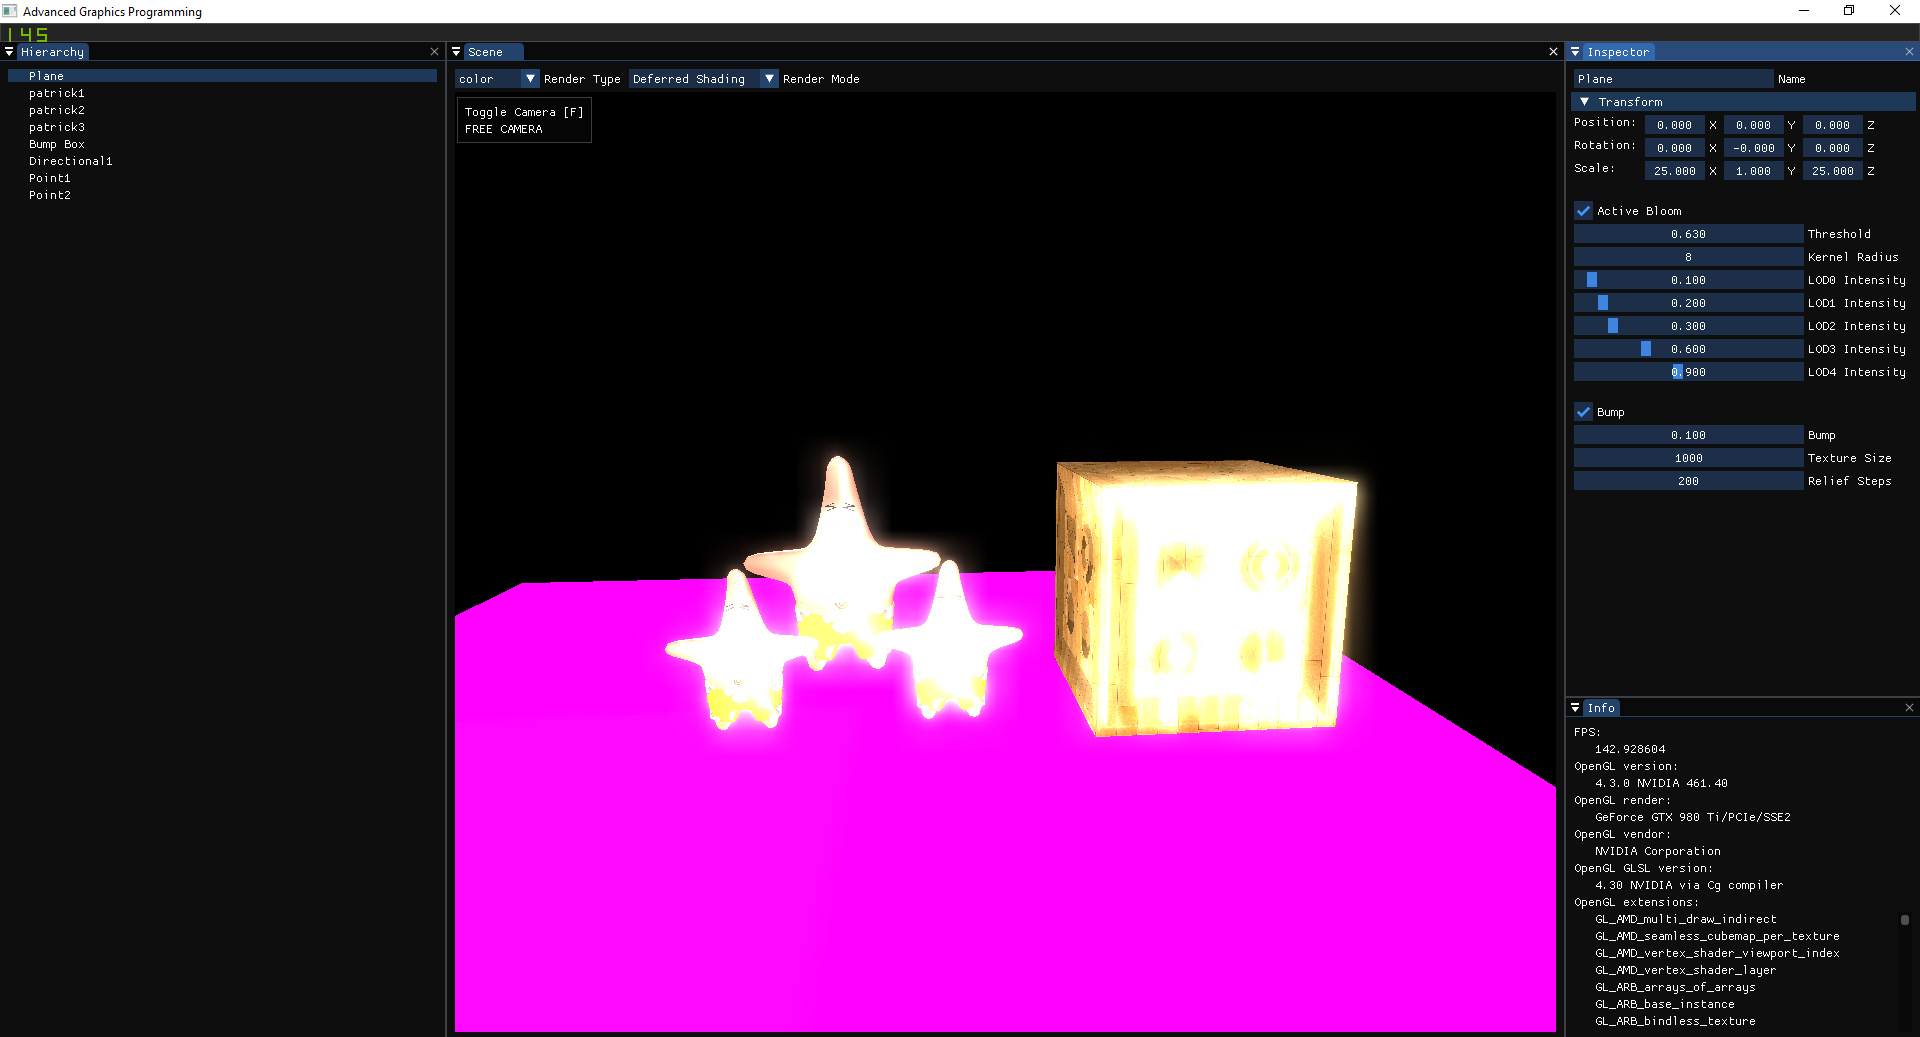 Advanced Graphics Programming
145
Hierarchy
Plane
patrick1
patrick2
patrick3
Bump Box
Directional1
Point1
Point2
Scene
color Render Type Deferred Shading Render Mode
Toggle Camera [F]
FREE CAMERA
Inspector
Plane Name
Transform
Position: 0.000 X 0.000 Y 0.000 Z
Rotation: 0.000 X -0.000 Y 0.000 Z
Scale: 25.000 X 1.000 Y 25.000 Z
Active Bloom
0.630 Threshold
8 Kernel Radius
0.100 LOD0 Intensity
0.200 LOD1 Intensity
0.300 LOD2 Intensity
0.600 LOD3 Intensity
0.900 LOD4 Intensity
Bump
0.100 Bump
1000 Texture Size
200 Relief Steps
Info
FPS:
142.928604
OpenGL version:
4.3.0 NVIDIA 461.40
OpenGL render:
GeForce GTX 980 Ti/PCIe/SSE2
OpenGL vendor:
NVIDIA Corporation
OpenGL GLSL version:
4.30 NVIDIA via Cg compiler
OpenGL extensions:
GL_AMD_multi_draw_indirect
GL_AMD_seamless_cubemap_per_texture
GL_AMD_vertex_shader_viewport_index
GL_AMD_vertex_shader_layer
GL_ARB_arrays_of_arrays
GL_ARB_base_instance
GL_ARB_bindless_texture